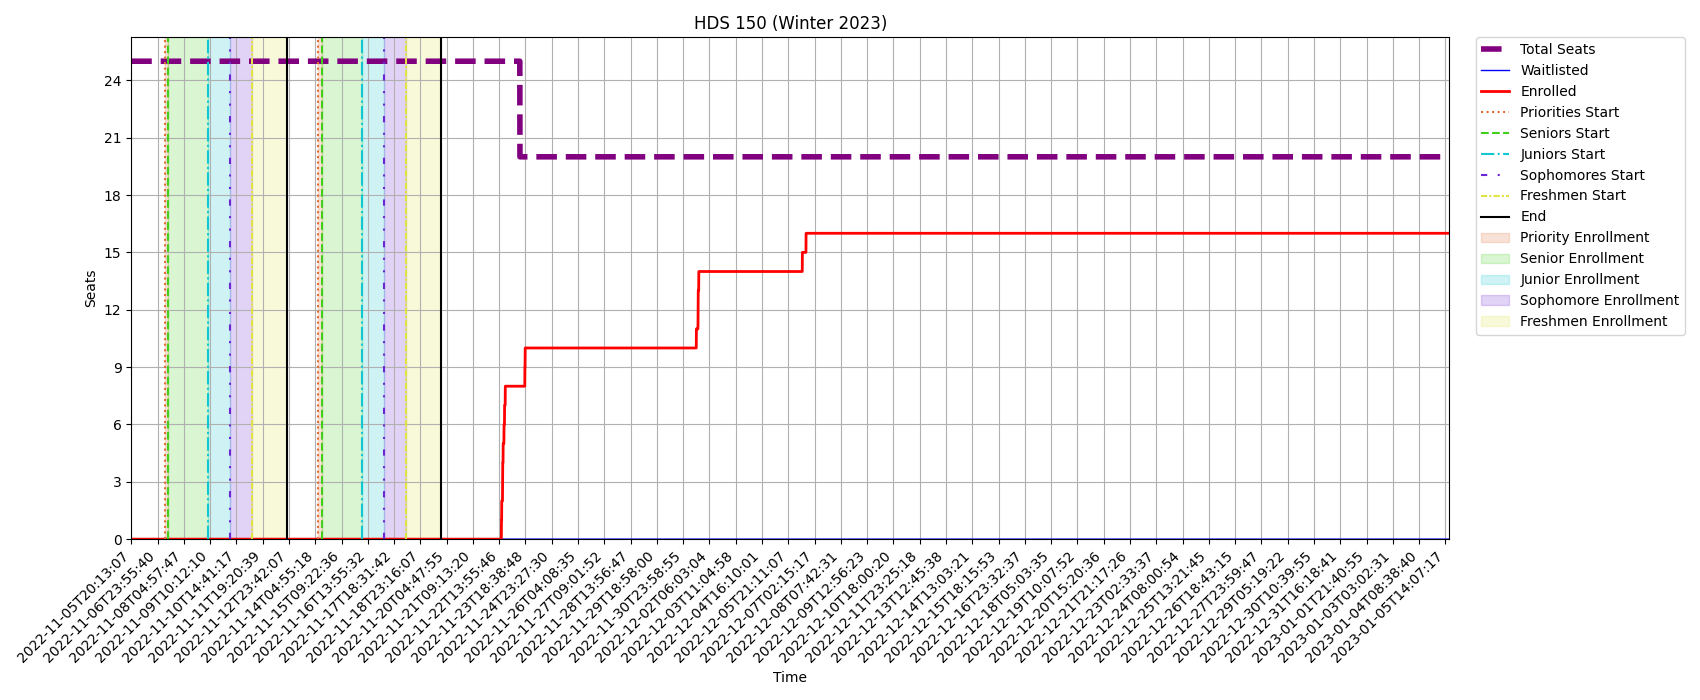 HDS 150 (Winter 2023)
Seats
24
21
18
15
12
9
6
3
0
2022-11-05T20:13:07
2022-11-06T23:55:40
2022-11-08T04:57:47
2022-11-09T10:12:10
2022-11-10T14:41:17
2022-11-11T19:20:39
2022-11-12T23:42:07
2022-11-14T04:55:18
2022-11-15T09:22:36
2022-11-16T13:55:32
2022-11-17T18:31:42
2022-11-18T23:16:07
2022-11-20T04:47:55
2022-11-21T09:13:20
2022-11-22T13:55:46
2022-11-23T18:38:48
2022-11-24T23:27:30
2022-11-26T04:08:35
2022-11-27T09:01:52
2022-11-28T13:56:47
2022-11-29T18:58:00
2022-11-30T23:58:55
2022-12-02T06:03:04
2022-12-03T11:04:58
2022-12-04T16:10:01
2022-12-05T21:11:07
2022-12-07T02:15:17
2022-12-08T07:42:31
2022-12-09T12:56:23
2022-12-10T18:00:20
2022-12-11T23:25:18
2022-12-13T12:45:38
2022-12-14T13:03:21
2022-12-15T18:15:53
2022-12-16T23:32:37
2022-12-18T05:03:35
2022-12-19T10:07:52
2022-12-20T15:20:36
2022-12-21T21:17:26
2022-12-23T02:33:37
2022-12-24T08:00:54
2022-12-25T13:21:45
2022-12-26T18:43:15
2022-12-27T23:59:47
2022-12-29T05:19:22
2022-12-30T10:39:55
2022-12-31T16:18:41
2023-01-01T21:40:55
2023-01-03T03:02:31
2023-01-04T08:38:40
2023-01-05T14:07:17
Time
Total Seats
Waitlisted
Enrolled
Priorities Start
Seniors Start
Juniors Start
Sophomores Start
Freshmen Start
End
Priority Enrollment
Senior Enrollment
Junior Enrollment
Sophomore Enrollment
Freshmen Enrollment